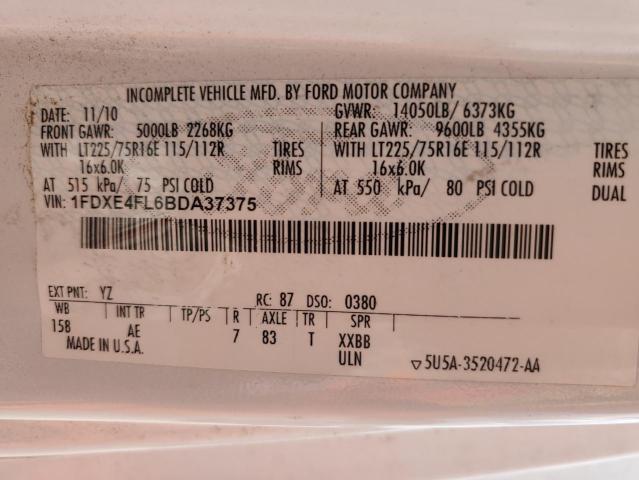 INCOMPLETE VEHICLE MFD. BY FORD MOTOR COMPANY
DATE: 11/10 GVWR: 14050LB/ 6373KG
FRONT GAWR: 5000LB 2268KG REAR GAWR: 9600LB 4355KG
WITH LT225/75R16E 115/112R TIRES WITH LT225/75R16E 115/112R TIRES
16x6.0K RIMS 16x6.0K RIMS
AT 515 kPa/ 75 PSI COLD AT 550 kPa/ 80 PSI COLD DUAL
VIN: 1FDXE4FL6BDA37375
EXT PNT: YZ RC: 87 DSO: 0380
WB INT TR TP/PS R AXLE TR SPR
158 AE 7 83 T XXBB
MADE IN U.S.A. ULN ▽5U5A-3520472-AA